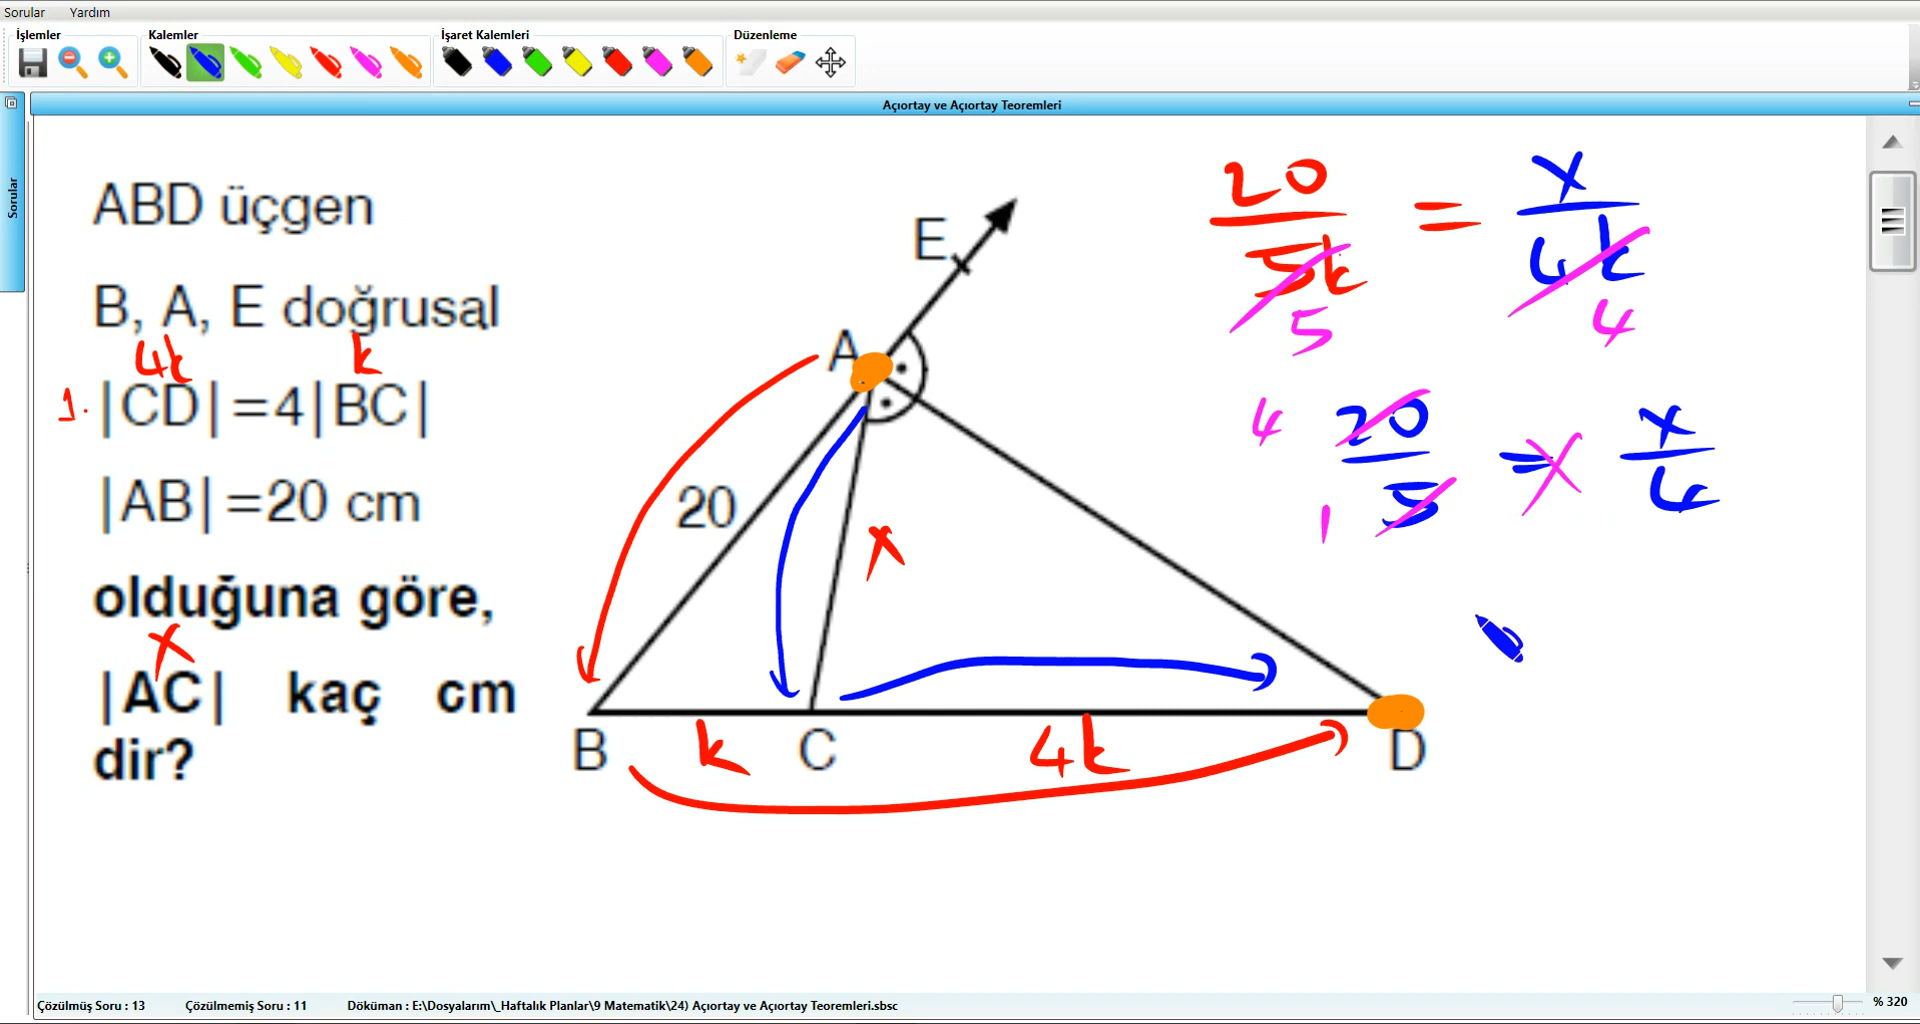 Sorular Yardım
İşlemler Kalemler İşaret Kalemleri Düzenleme
Açıortay ve Açıortay Teoremleri
Sorular
ABD üçgen
B, A, E doğrusal
4k k
1. |CD|=4|BC|
|AB|=20 cm
olduğuna göre,
x
|AC| kaç cm
dir?
E
A
20
x
B k C 4k D
20/5k = x/4k
5 4
4 20/5 = x/4
1
Çözülmüş Soru : 13 Çözülmemiş Soru : 11 Döküman : E:\Dosyalarım\_Haftalık Planlar\9 Matematik\24) Açıortay ve Açıortay Teoremleri.sbsc % 320